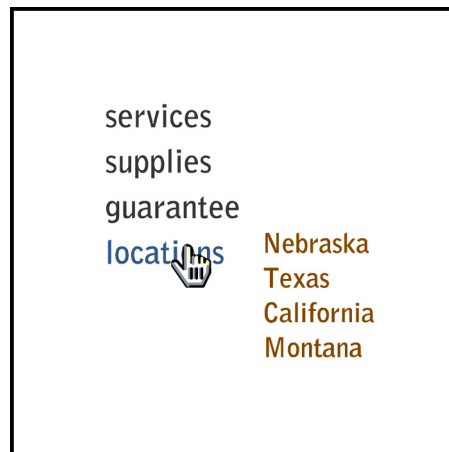 services
supplies
guarantee
locations
Nebraska
Texas
California
Montana